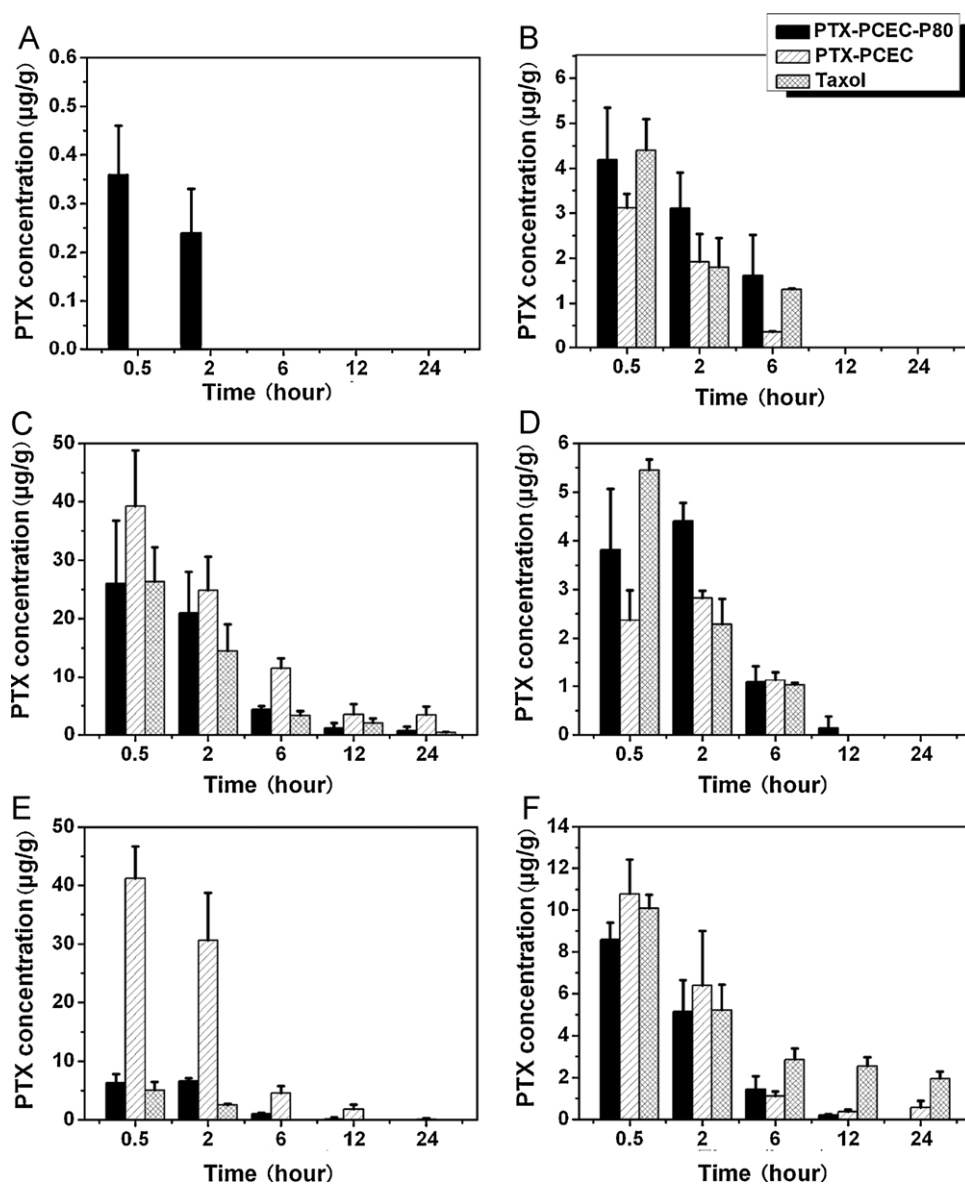 A
PTX concentration (µg/g)
0.6
0.5
0.4
0.3
0.2
0.1
0.0
0.5 2 6 12 24
Time (hour)
B
PTX-PCEC-P80
PTX-PCEC
Taxol
PTX concentration (µg/g)
6
5
4
3
2
1
0
0.5 2 6 12 24
Time (hour)
C
PTX concentration (µg/g)
50
40
30
20
10
0
0.5 2 6 12 24
Time (hour)
D
PTX concentration (µg/g)
6
5
4
3
2
1
0
0.5 2 6 12 24
Time (hour)
E
PTX concentration (µg/g)
50
40
30
20
10
0
0.5 2 6 12 24
Time (hour)
F
PTX concentration (µg/g)
14
12
10
8
6
4
2
0
0.5 2 6 12 24
Time (hour)